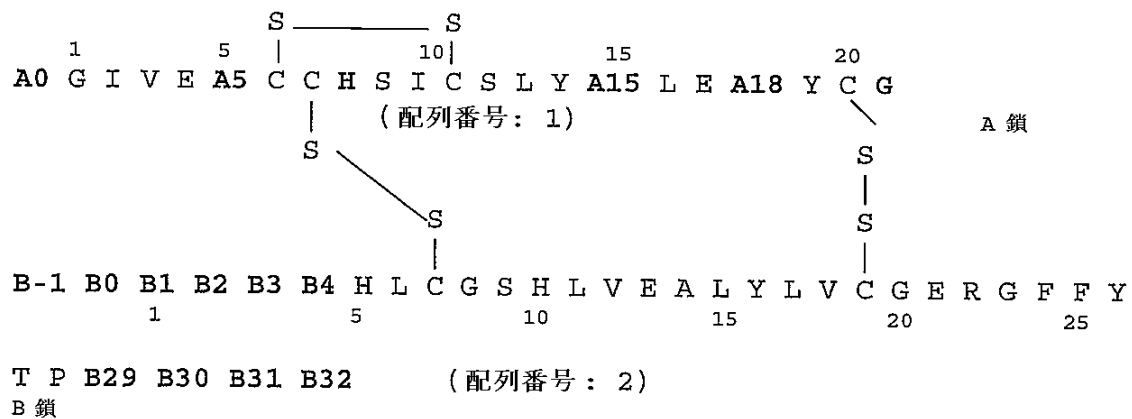 S S
1 5 10 15 20
A0 G I V E A5 C C H S I C S L Y A15 L E A18 Y C G
(配列番号: 1)
A 鎖
S
S
S
S
B-1 B0 B1 B2 B3 B4 H L C G S H L V E A L Y L V C G E R G F F Y
1 5 10 15 20 25
T P B29 B30 B31 B32 (配列番号: 2)
B 鎖